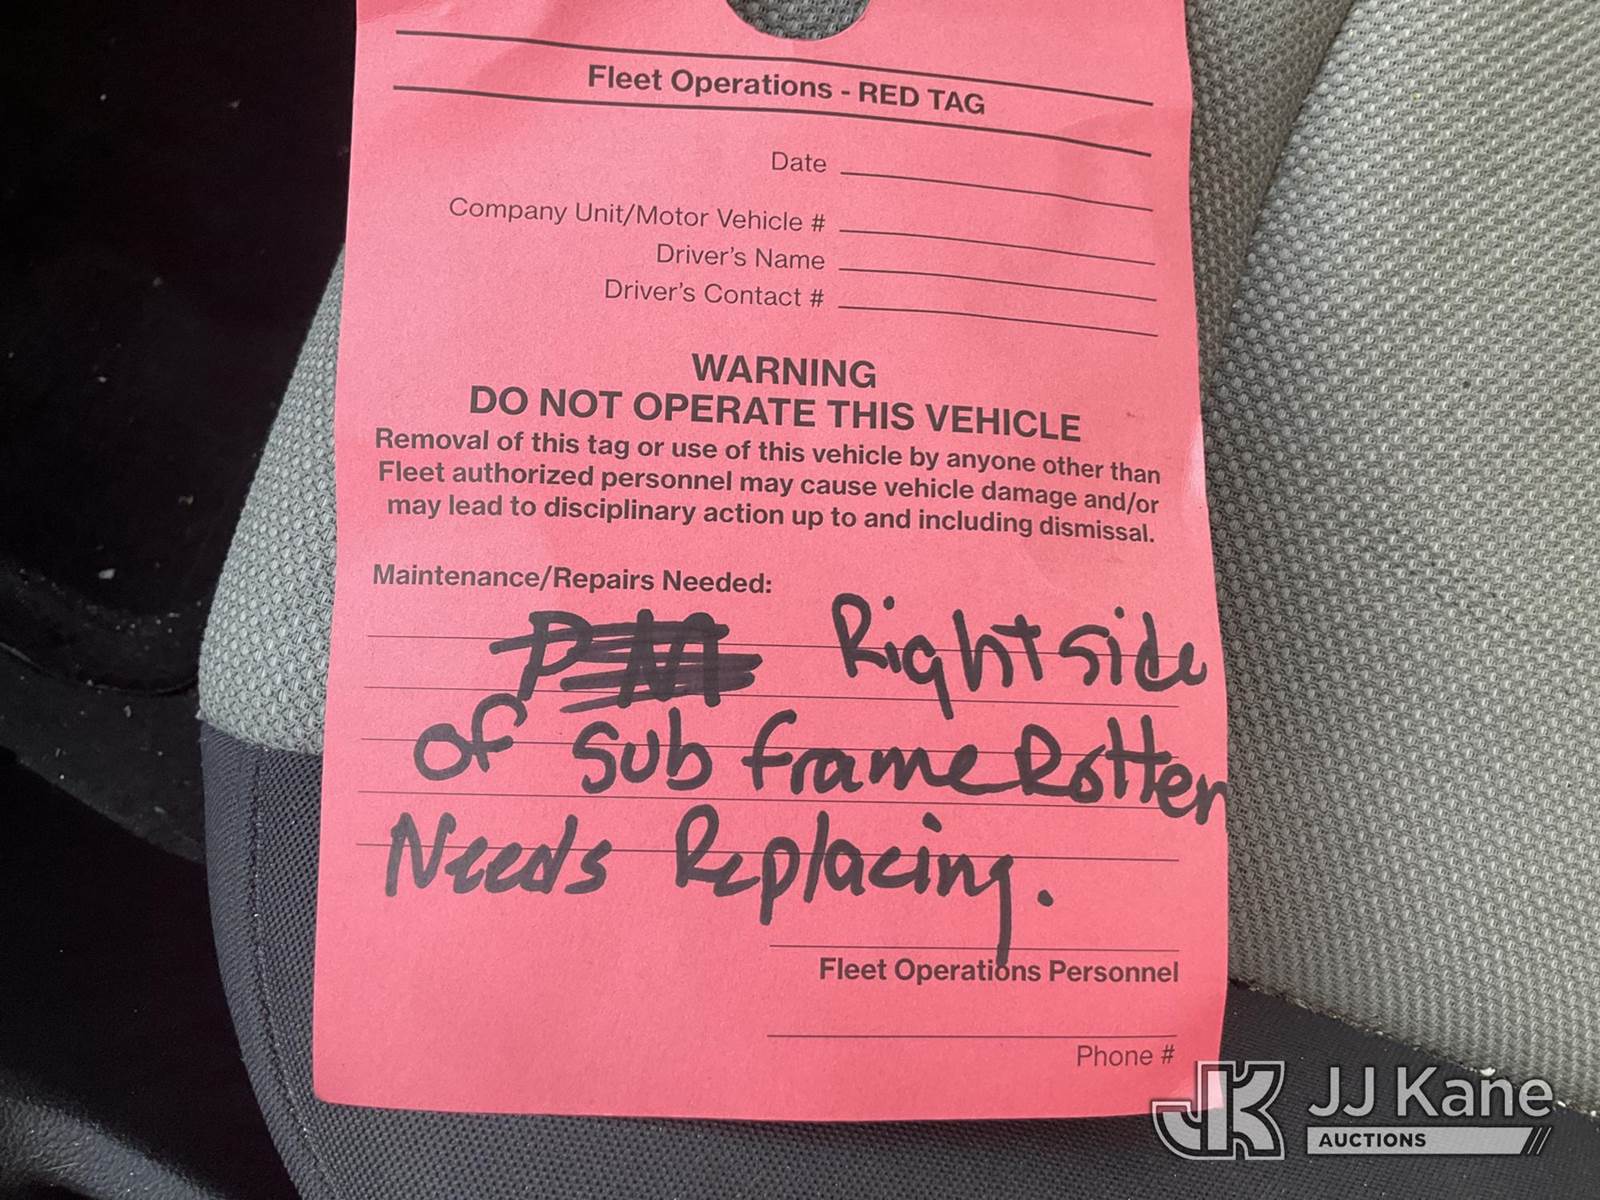 Fleet Operations - RED TAG
Date
Company Unit/Motor Vehicle #
Driver's Name
Driver's Contact #
WARNING
DO NOT OPERATE THIS VEHICLE
Removal of this tag or use of this vehicle by anyone other than
Fleet authorized personnel may cause vehicle damage and/or
may lead to disciplinary action up to and including dismissal.
Maintenance/Repairs Needed:
Right side
of sub frame Rotten
Needs Replacing.
Fleet Operations Personnel
Phone #
JJ Kane
AUCTIONS